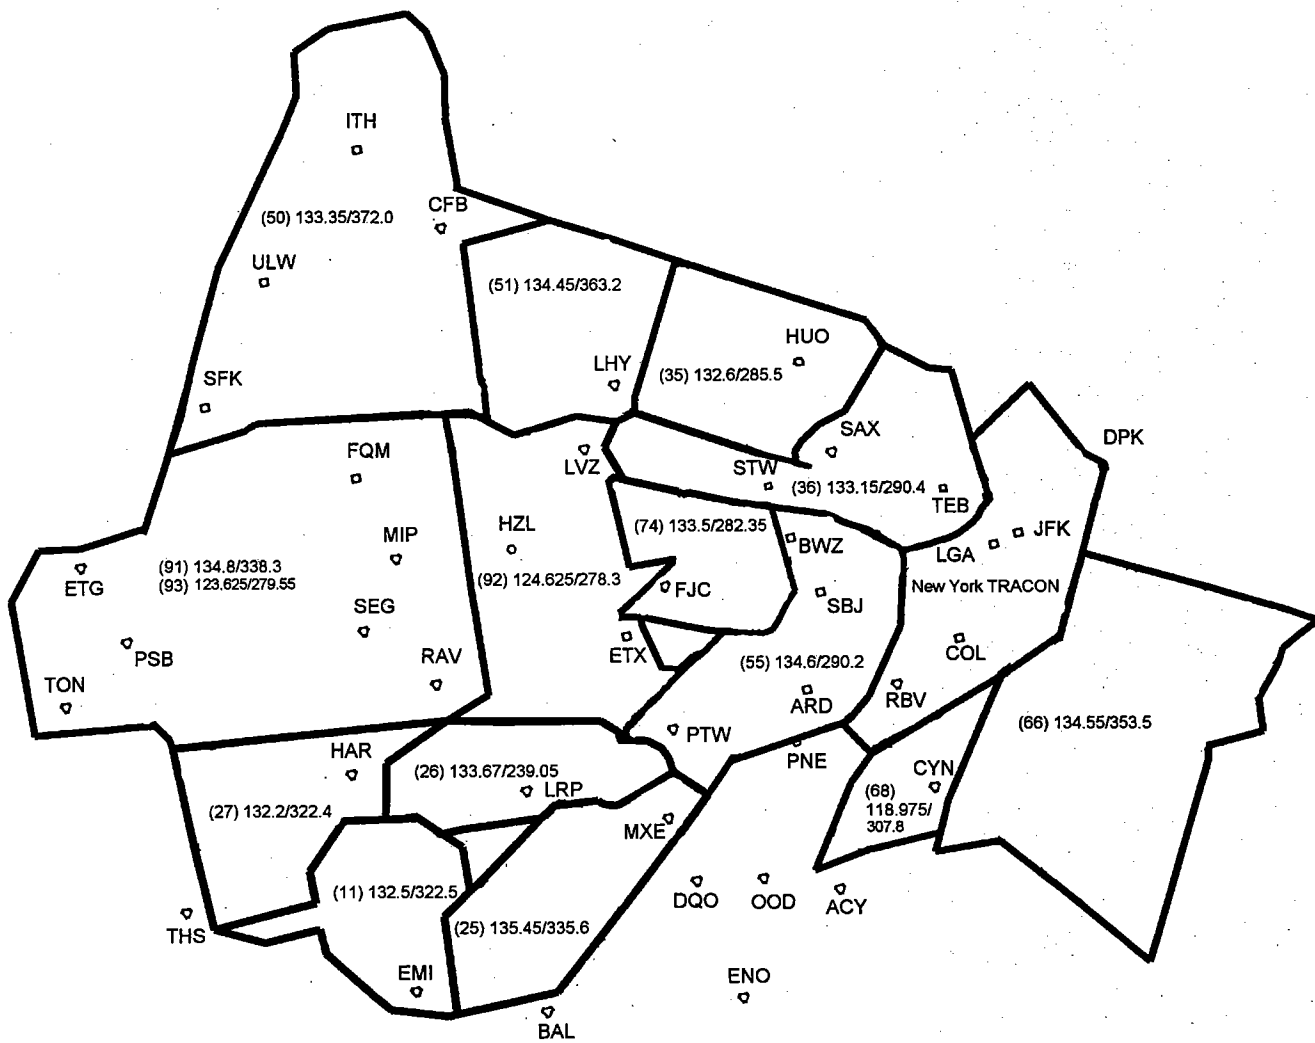 ITH
CFB
(50) 133.35/372.0
ULW
(51) 134.45/363.2
HUO
LHY
(35) 132.6/285.5
SFK
SAX
DPK
FQM
LVZ
STW
(36) 133.15/290.4
TEB
HZL
(74) 133.5/282.35
MIP
BWZ
JFK
LGA
(91) 134.8/338.3
(93) 123.625/279.55
ETG
(92) 124.625/278.3
FJC
New York TRACON
SEG
SBJ
PSB
ETX
COL
RAV
(55) 134.6/290.2
TON
ARD
RBV
(66) 134.55/353.5
PTW
HAR
PNE
(26) 133.67/239.05
CYN
LRP
(68)
118.975/
307.8
(27) 132.2/322.4
MXE
(11) 132.5/322.5
DQO
OOD
ACY
THS
(25) 135.45/335.6
EMI
ENO
BAL